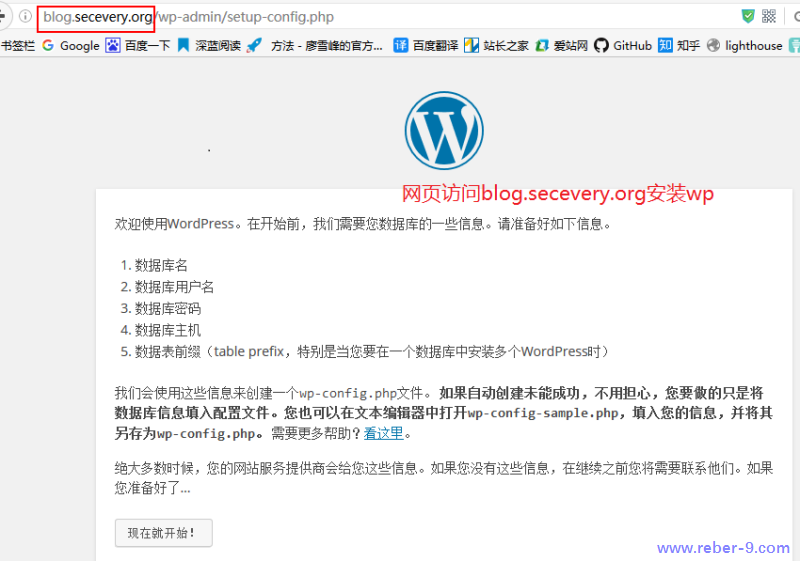 blog.secevery.org/wp-admin/setup-config.php
书签栏 Google 百度一下 深蓝阅读 方法 - 廖雪峰的官方... 百度翻译 站长之家 爱站网 GitHub 知乎 lighthouse
网页访问blog.secevery.org安装wp
欢迎使用WordPress。在开始前，我们需要您数据库的一些信息。请准备好如下信息。
1. 数据库名
2. 数据库用户名
3. 数据库密码
4. 数据库主机
5. 数据表前缀（table prefix，特别是当您要在一个数据库中安装多个WordPress时）
我们会使用这些信息来创建一个wp-config.php文件。如果自动创建未能成功，不用担心，您要做的只是将
数据库信息填入配置文件。您也可以在文本编辑器中打开wp-config-sample.php，填入您的信息，并将其
另存为wp-config.php。需要更多帮助？看这里。
绝大多数时候，您的网站服务提供商会给您这些信息。如果您没有这些信息，在继续之前您将需要联系他们。如果
您准备好了...
现在就开始！
www.reber-9.com